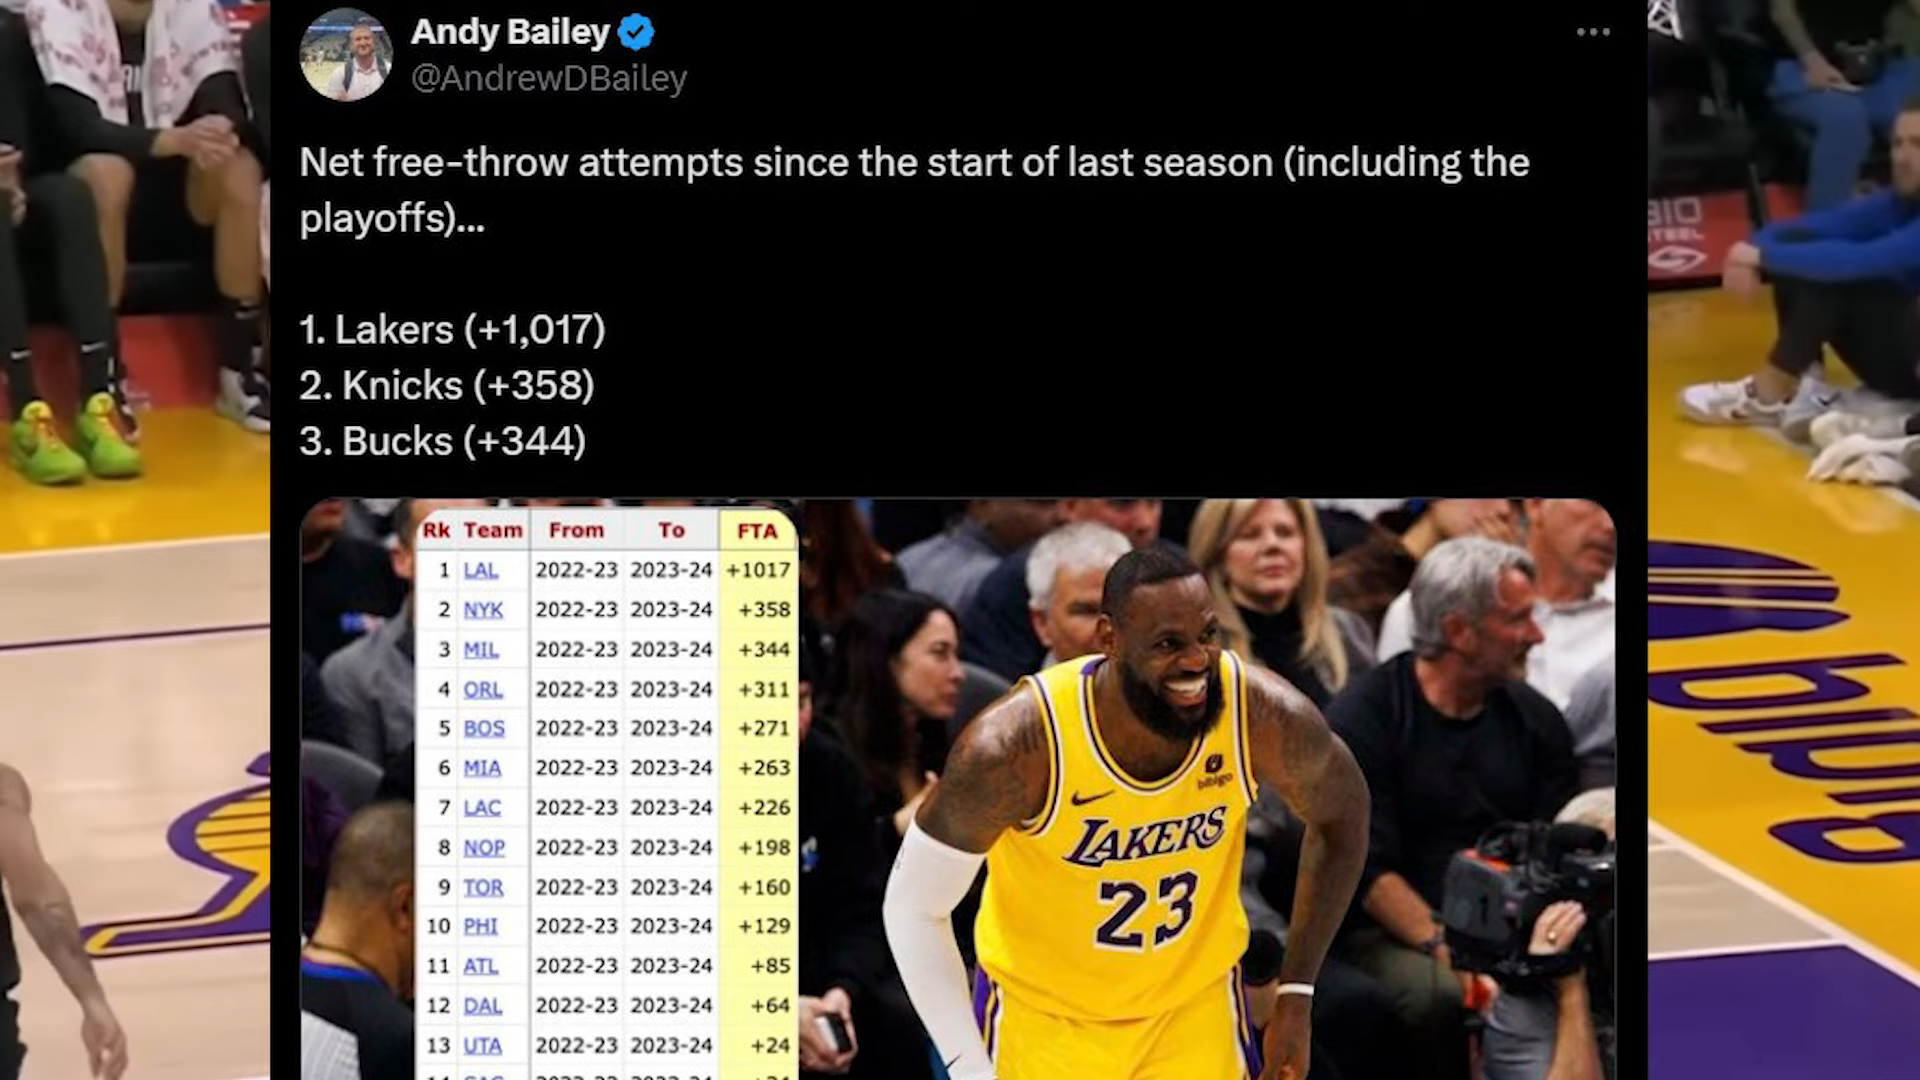 Andy Bailey
@AndrewDBailey
Net free-throw attempts since the start of last season (including the
playoffs)...
1. Lakers (+1,017)
2. Knicks (+358)
3. Bucks (+344)
Rk Team From To FTA
1 LAL 2022-23 2023-24 +1017
2 NYK 2022-23 2023-24 +358
3 MIL 2022-23 2023-24 +344
4 ORL 2022-23 2023-24 +311
5 BOS 2022-23 2023-24 +271
6 MIA 2022-23 2023-24 +263
7 LAC 2022-23 2023-24 +226
8 NOP 2022-23 2023-24 +198
9 TOR 2022-23 2023-24 +160
10 PHI 2022-23 2023-24 +129
11 ATL 2022-23 2023-24 +85
12 DAL 2022-23 2023-24 +64
13 UTA 2022-23 2023-24 +24
bibigo
LAKERS
23